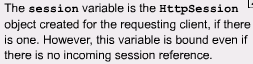 The session variable is the HttpSession
object created for the requesting client, if there
is one. However, this variable is bound even if
there is no incoming session reference.